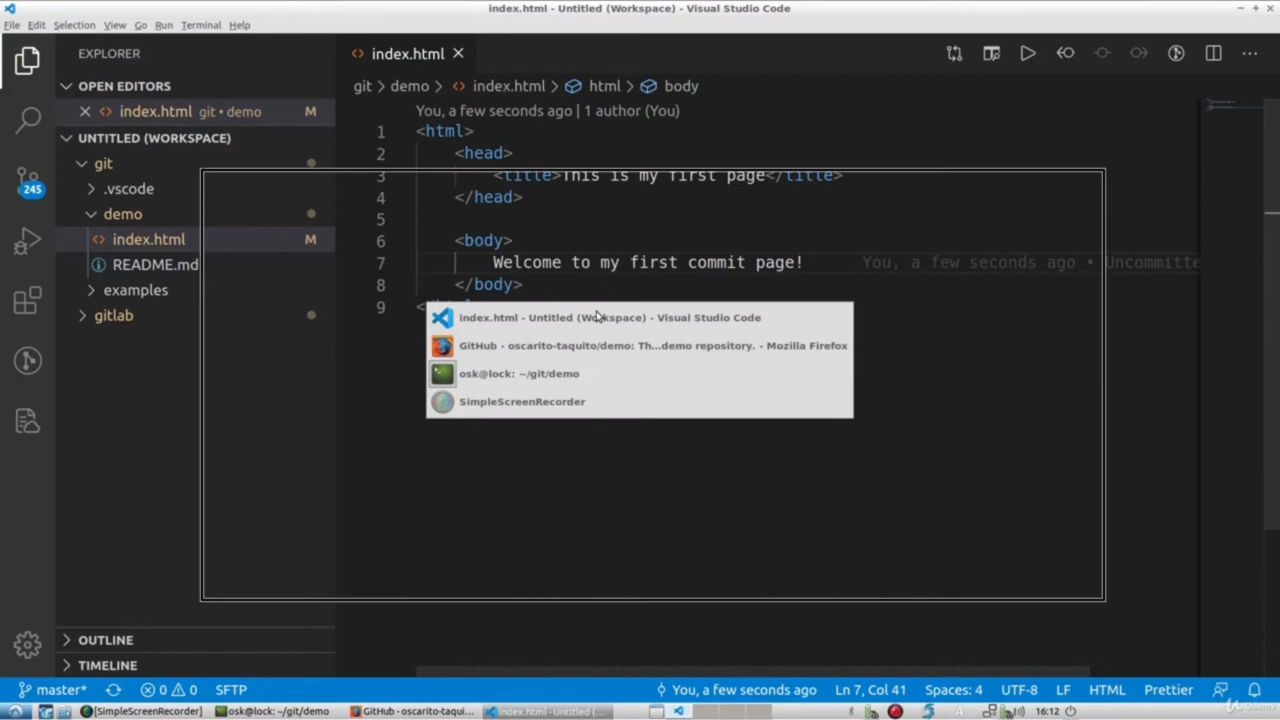 index.html - Untitled (Workspace) - Visual Studio Code
File Edit Selection View Go Run Terminal Help
EXPLORER
index.html
OPEN EDITORS
git > demo > index.html > html > body
index.html git • demo M
You, a few seconds ago | 1 author (You)
UNTITLED (WORKSPACE)
1 <html>
2 <head>
git
3 <title>This is my first page</title>
245
.vscode
4 </head>
5
demo
6 <body>
index.html M
7 Welcome to my first commit page! You, a few seconds ago • Uncommitte
README.md
8 </body>
examples
9
gitlab
index.html - Untitled (Workspace) - Visual Studio Code
GitHub - oscarito-taquito/demo: Th...demo repository. - Mozilla Firefox
osk@lock: ~/git/demo
SimpleScreenRecorder
OUTLINE
TIMELINE
master* 0 0 SFTP You, a few seconds ago Ln 7, Col 41 Spaces: 4 UTF-8 LF HTML Prettier
[SimpleScreenRecorder] osk@lock: ~/git/demo GitHub - oscarito-taqui... index.html - Untitled (... 16:12
Udemy